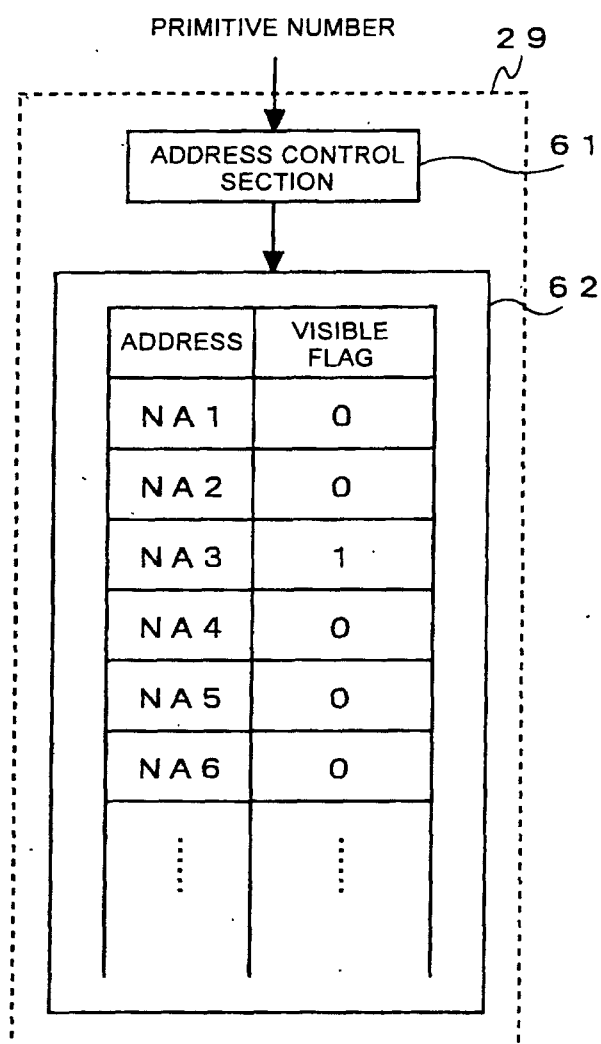 PRIMITIVE NUMBER
29
ADDRESS CONTROL
SECTION
61
62
ADDRESS VISIBLE FLAG
NA1 0
NA2 0
NA3 1
NA4 0
NA5 0
NA6 0